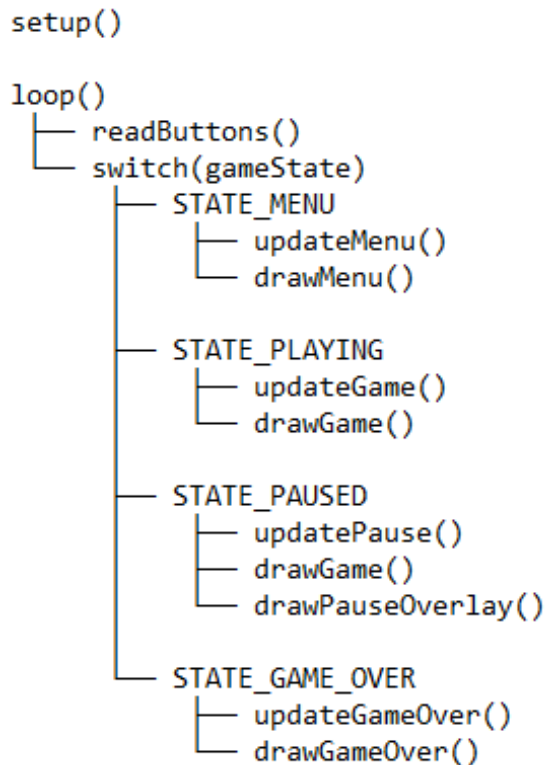 setup()
loop()
├── readButtons()
└── switch(gameState)
    ├── STATE_MENU
    │   ├── updateMenu()
    │   └── drawMenu()
    │
    ├── STATE_PLAYING
    │   ├── updateGame()
    │   └── drawGame()
    │
    ├── STATE_PAUSED
    │   ├── updatePause()
    │   ├── drawGame()
    │   └── drawPauseOverlay()
    │
    └── STATE_GAME_OVER
        ├── updateGameOver()
        └── drawGameOver()